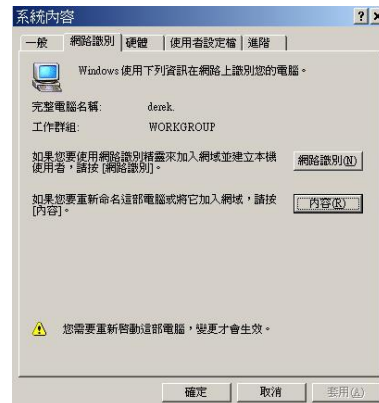 系統內容
一般 網路識別 硬體 使用者設定檔 進階
Windows 使用下列資訊在網路上識別您的電腦。
完整電腦名稱: derek.
工作群組: WORKGROUP
如果您要使用網路識別精靈來加入網域並建立本機
使用者，請按 [網路識別]。
網路識別(N)
如果您要重新命名這部電腦或將它加入網域，請按
[內容]。
內容(R)
您需要重新啟動這部電腦，變更才會生效。
確定 取消 套用(A)